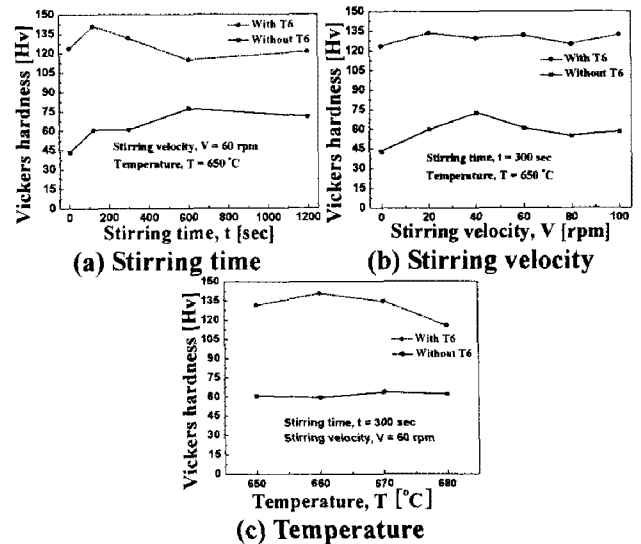 Vickers hardness [Hv]
150
135
120
105
90
75
60
45
30
15
0
With T6
Without T6
Stirring velocity, V = 60 rpm
Temperature, T = 650 °C
0 200 400 600 800 1000 1200
Stirring time, t [sec]
(a) Stirring time
Vickers hardness [Hv]
150
135
120
105
90
75
60
45
30
15
0
With T6
Without T6
Stirring time, t = 300 sec
Temperature, T = 650 °C
0 20 40 60 80 100
Stirring velocity, V [rpm]
(b) Stirring velocity
Vickers hardness [Hv]
150
135
120
105
90
75
60
45
30
15
0
With T6
Without T6
Stirring time, t = 300 sec
Stirring velocity, V = 60 rpm
650 660 670 680
Temperature, T [°C]
(c) Temperature